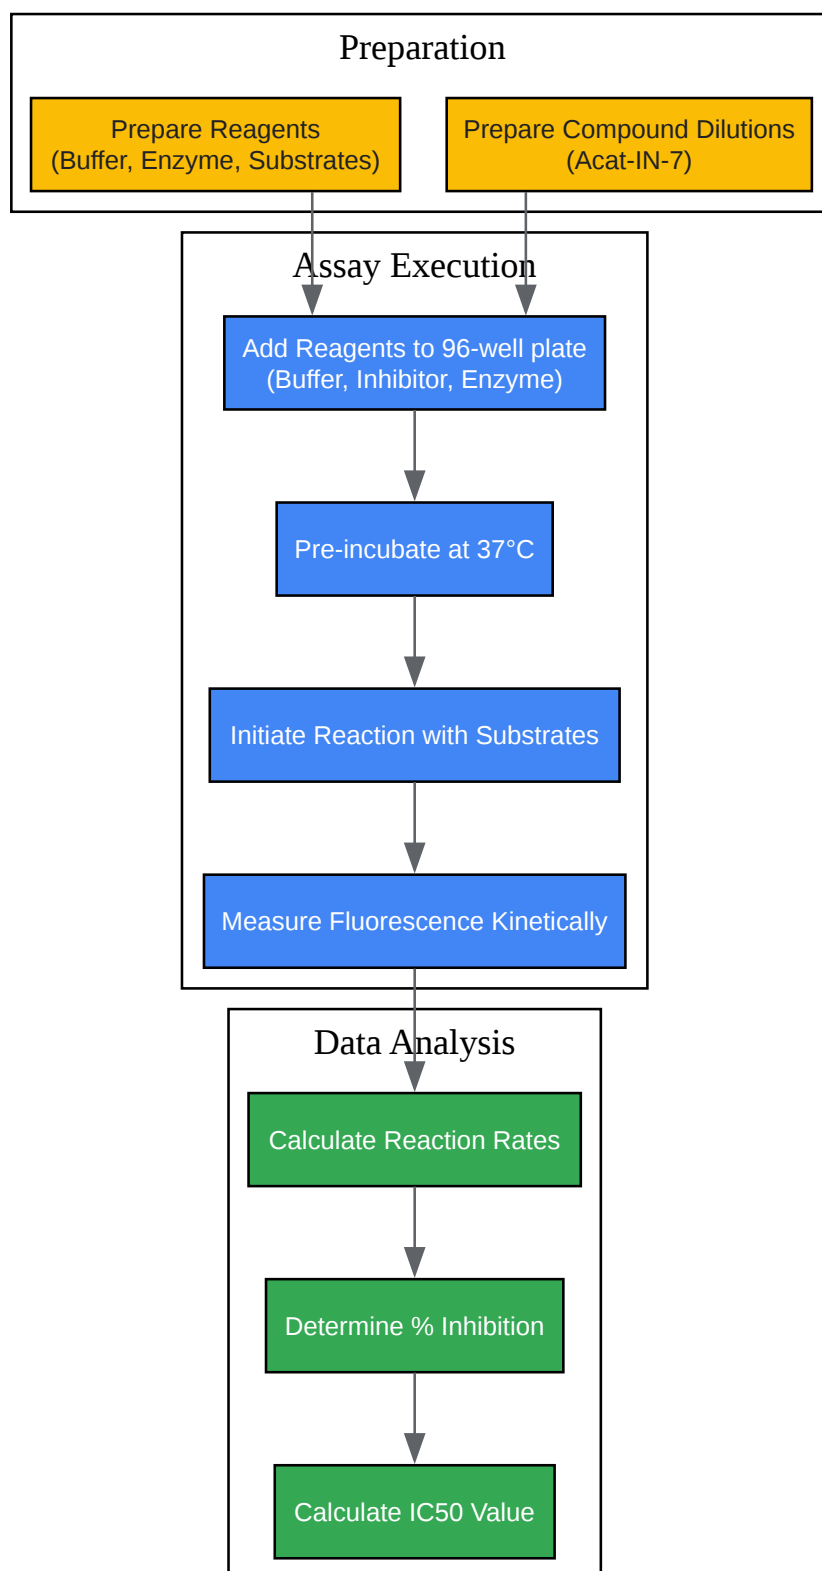 Preparation
Prepare Reagents
(Buffer, Enzyme, Substrates)
Prepare Compound Dilutions
(Acat-IN-7)
Assay Execution
Add Reagents to 96-well plate
(Buffer, Inhibitor, Enzyme)
Pre-incubate at 37°C
Initiate Reaction with Substrates
Measure Fluorescence Kinetically
Data Analysis
Calculate Reaction Rates
Determine % Inhibition
Calculate IC50 Value